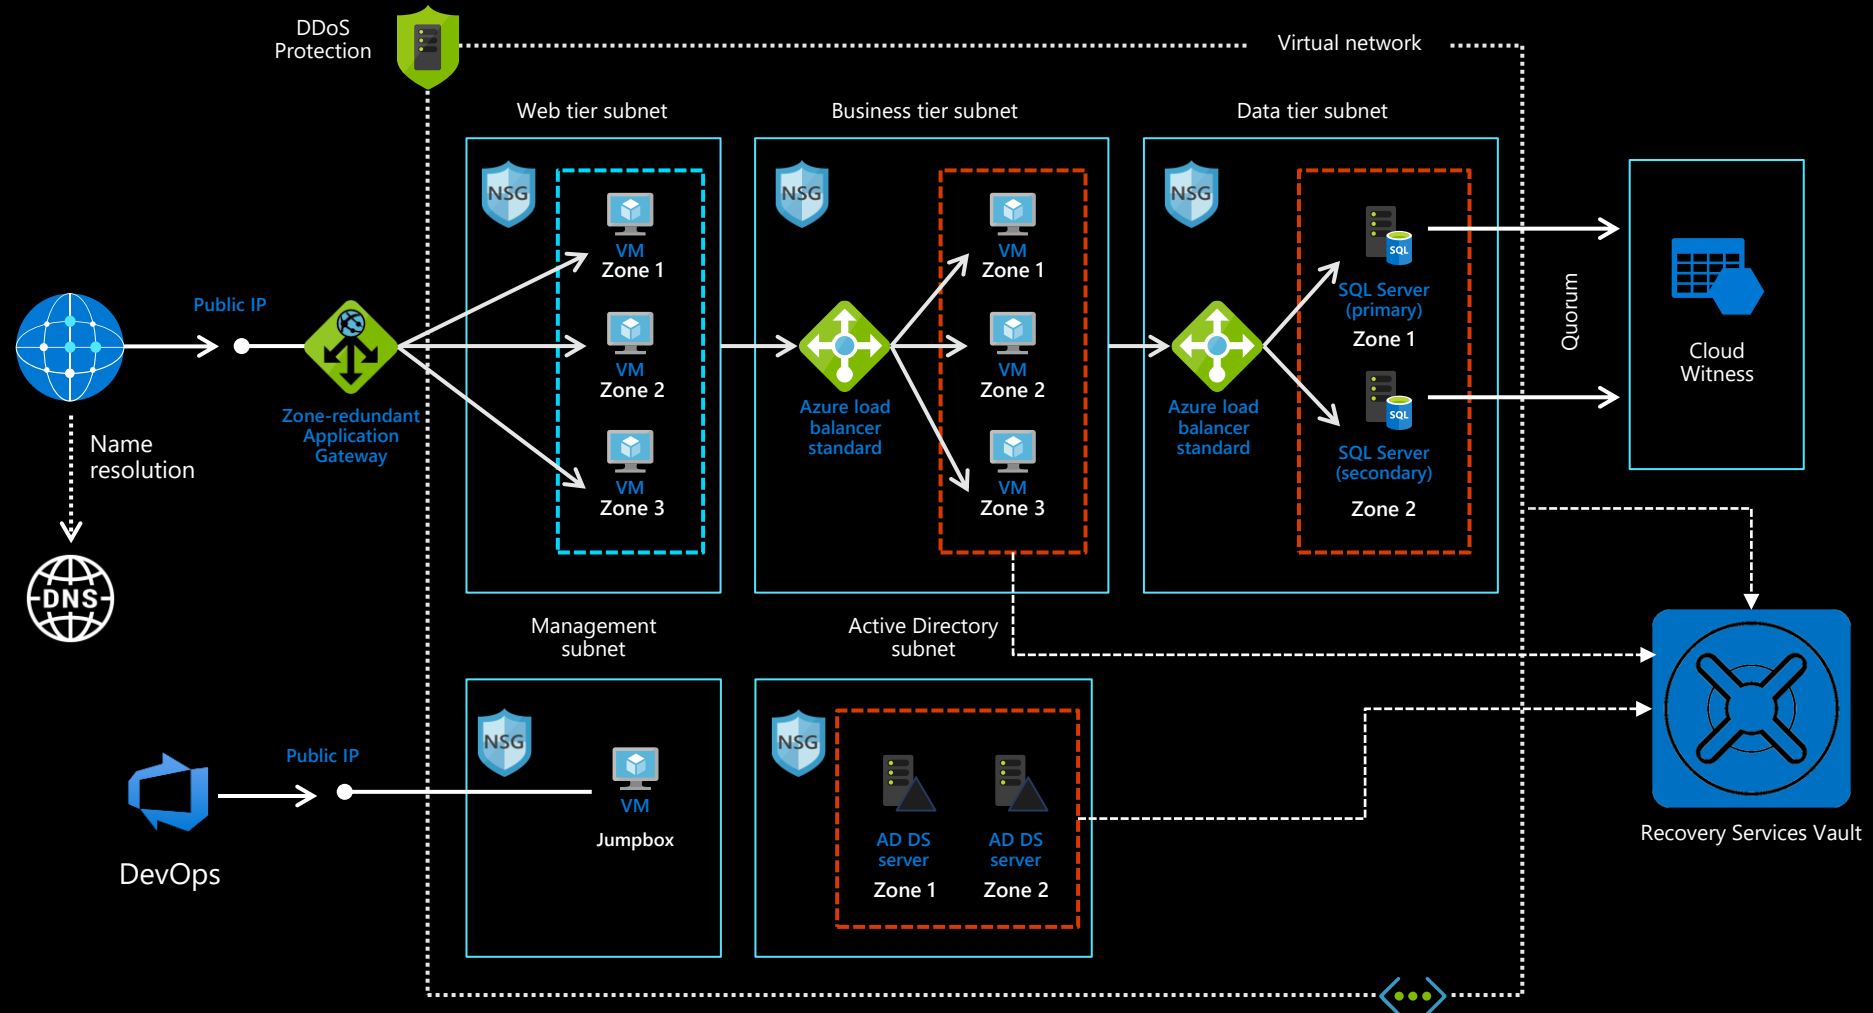 DDoS
Protection
Virtual network
Web tier subnet
Business tier subnet
Data tier subnet
NSG
VM
Zone 1
VM
Zone 2
VM
Zone 3
NSG
VM
Zone 1
VM
Zone 2
VM
Zone 3
NSG
SQL
SQL Server
(primary)
Zone 1
SQL
SQL Server
(secondary)
Zone 2
Quorum
Cloud
Witness
Public IP
Zone-redundant
Application
Gateway
Azure load
balancer
standard
Azure load
balancer
standard
Name
resolution
DNS
Management
subnet
Active Directory
subnet
NSG
VM
Jumpbox
NSG
AD DS
server
Zone 1
AD DS
server
Zone 2
Public IP
DevOps
Recovery Services Vault